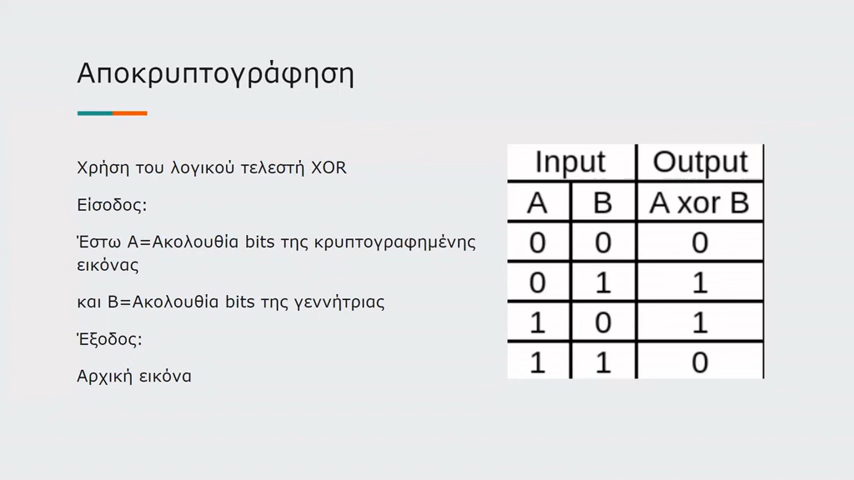 Αποκρυπτογράφηση
Χρήση του λογικού τελεστή XOR
Είσοδος:
Έστω Α=Ακολουθία bits της κρυπτογραφημένης
εικόνας
και Β=Ακολουθία bits της γεννήτριας
Έξοδος:
Αρχική εικόνα
Input Output
A B A xor B
0 0 0
0 1 1
1 0 1
1 1 0